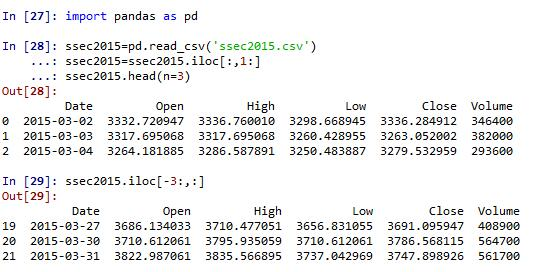 In [27]: import pandas as pd
In [28]: ssec2015=pd.read_csv('ssec2015.csv')
...: ssec2015=ssec2015.iloc[:,1:]
...: ssec2015.head(n=3)
Out[28]:
Date Open High Low Close Volume
0 2015-03-02 3332.720947 3336.760010 3298.668945 3336.284912 346400
1 2015-03-03 3317.695068 3317.695068 3260.428955 3263.052002 382000
2 2015-03-04 3264.181885 3286.587891 3250.483887 3279.532959 293600
In [29]: ssec2015.iloc[-3:,:]
Out[29]:
Date Open High Low Close Volume
19 2015-03-27 3686.134033 3710.477051 3656.831055 3691.095947 408900
20 2015-03-30 3710.612061 3795.935059 3710.612061 3786.568115 564700
21 2015-03-31 3822.987061 3835.566895 3737.042969 3747.898926 561700